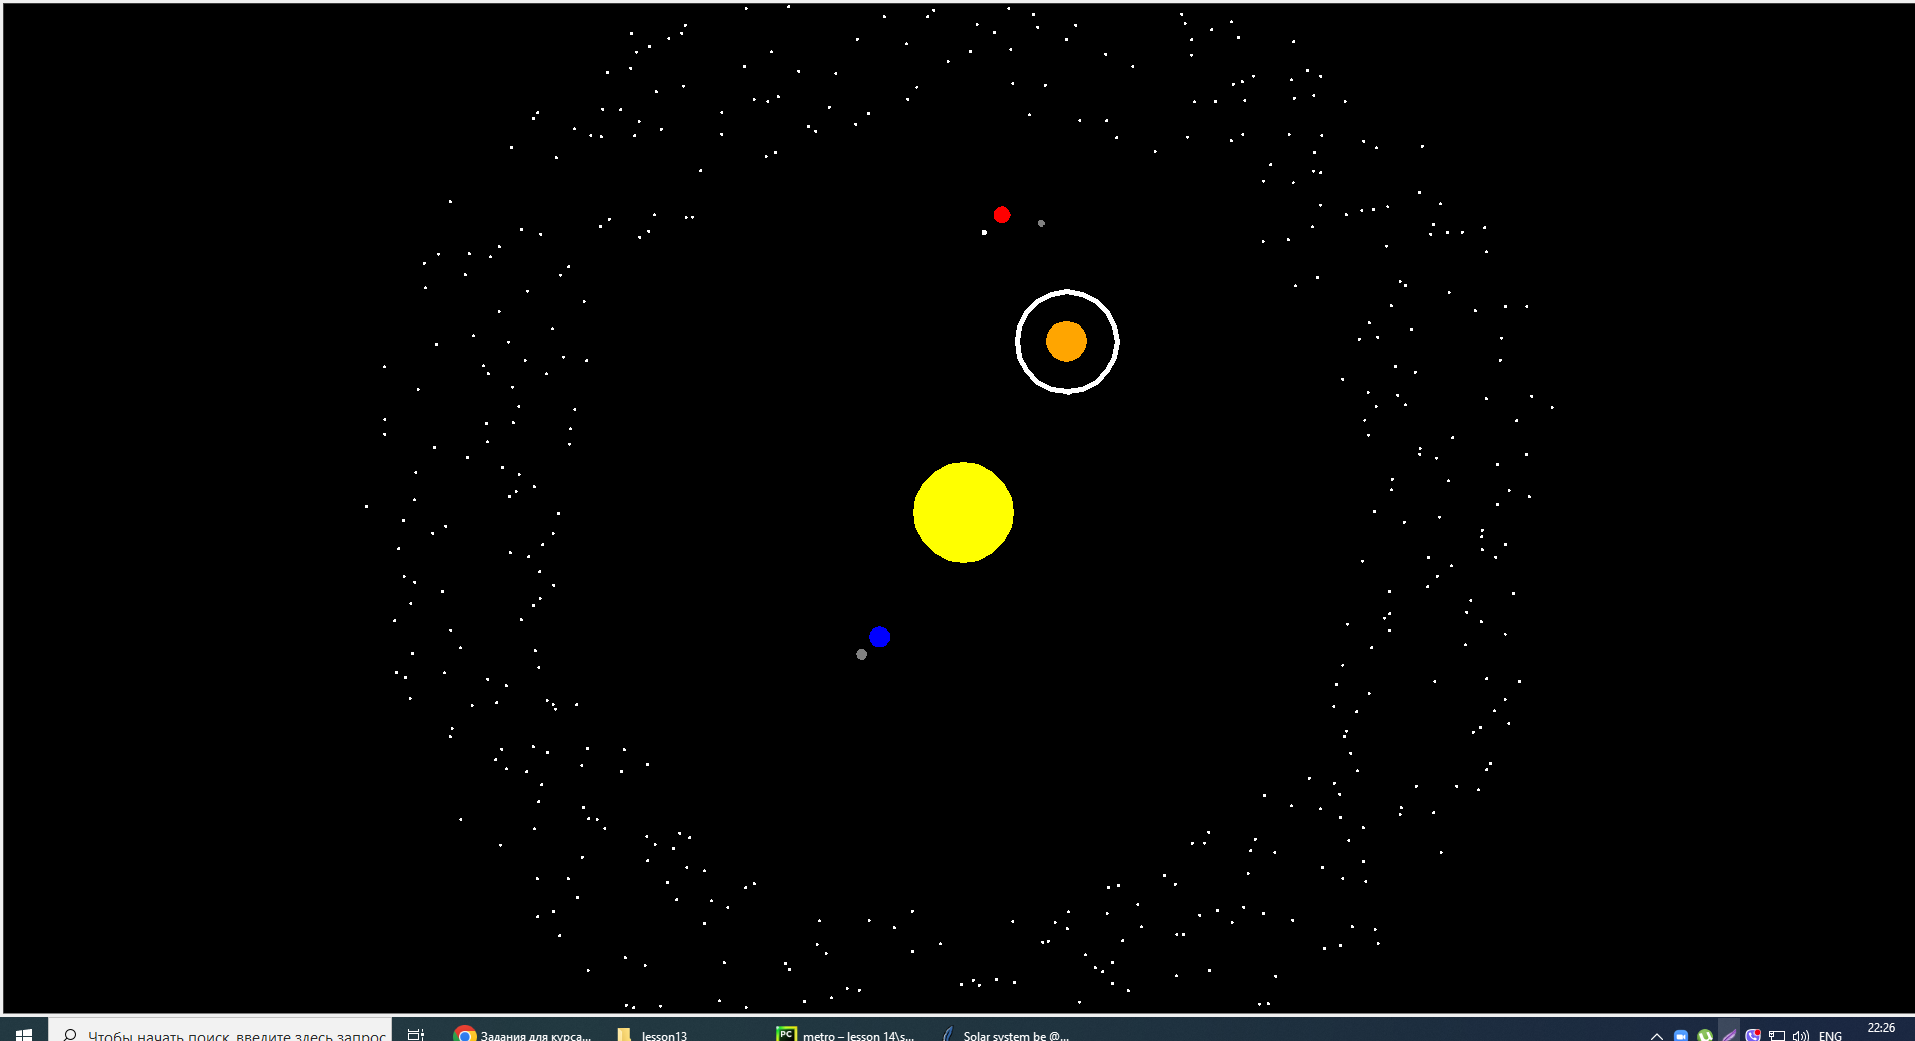 Чтобы начать поиск, введите здесь запрос
Задания для курса...
lesson13
PC
metro – lesson 14\s...
Solar system be @...
ENG
22:26